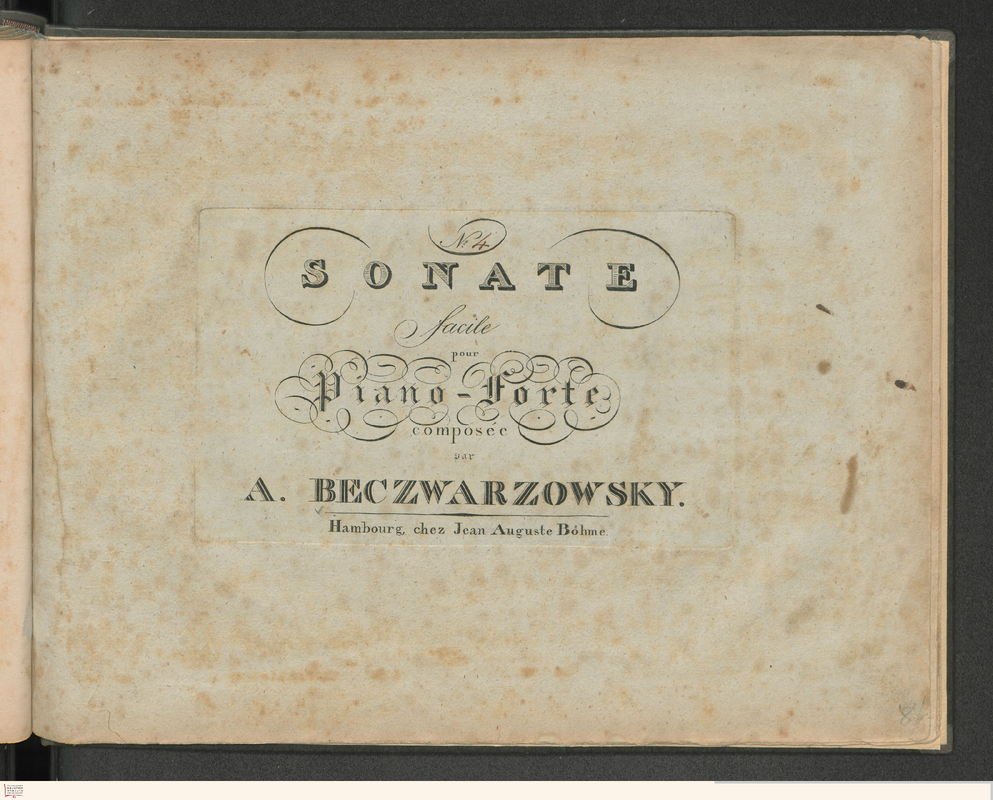 No. 4
SONATE
facile
pour
Piano-Forte
composée
par
A. BECZWARZOWSKY.
Hambourg, chez Jean Auguste Böhme.